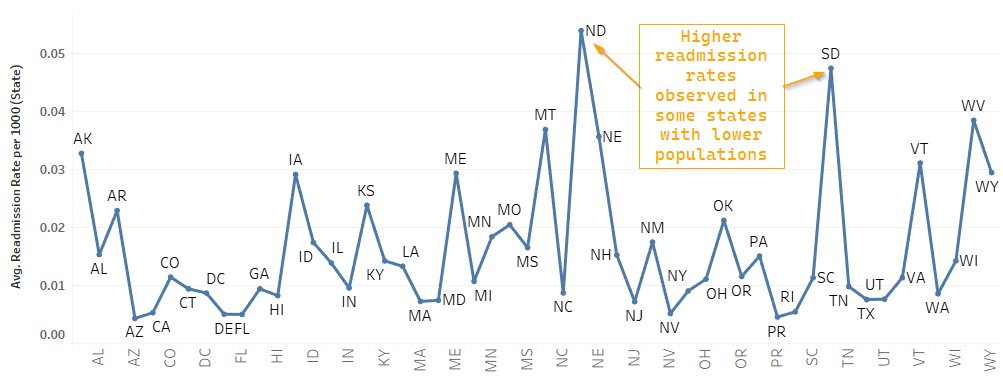 Avg. Readmission Rate per 1000 (State)
0.05
0.04
0.03
0.02
0.01
0.00
Higher
readmission
rates
observed in
some states
with lower
populations
AK
AL
AR
AZ
CA
CO
CT
DC
DE
FL
GA
HI
IA
ID
IL
IN
KS
KY
LA
MA
MD
ME
MI
MN
MO
MS
MT
NC
ND
NE
NH
NJ
NM
NV
NY
OH
OK
OR
PA
PR
RI
SC
SD
TN
TX
UT
VA
VT
WA
WI
WV
WY
AL
AZ
CO
DC
FL
HI
ID
IN
KY
MA
ME
MN
MS
NC
NE
NJ
NV
OH
OR
PR
SC
TN
UT
VT
WI
WY